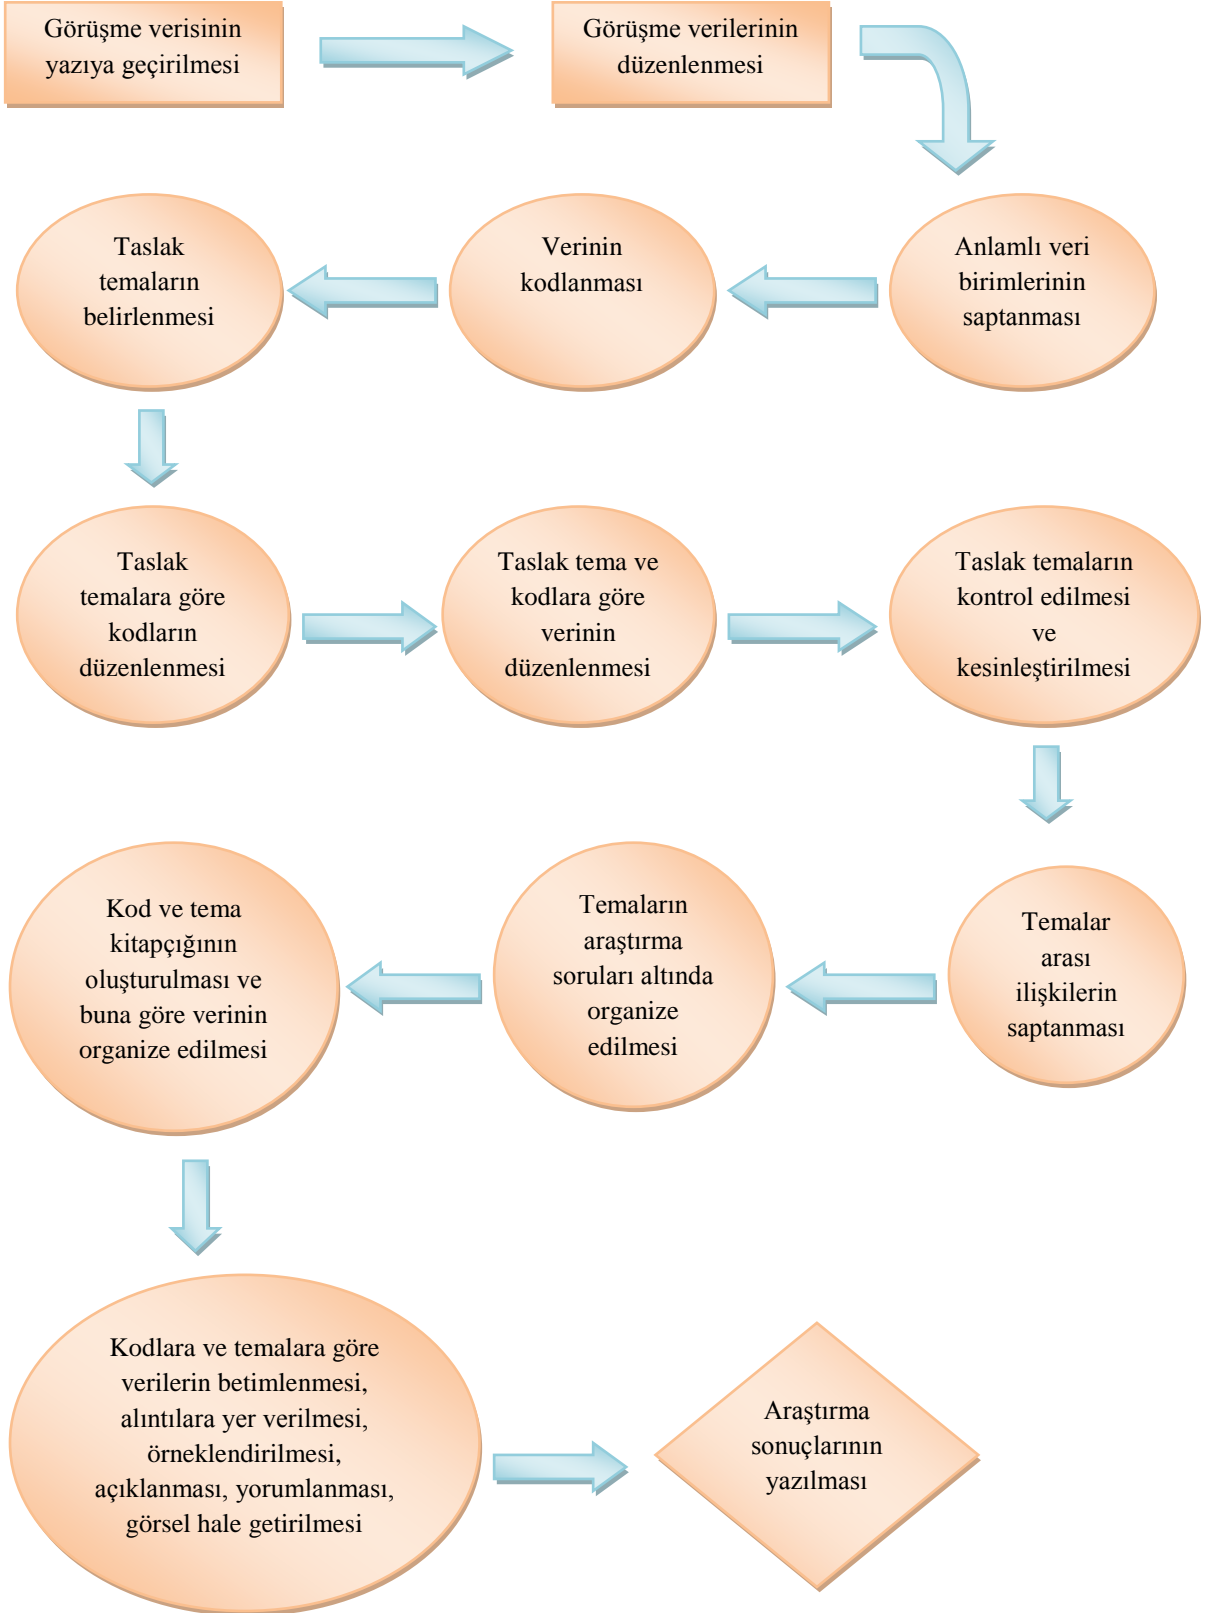 Görüşme verisinin
yazıya geçirilmesi
Görüşme verilerinin
düzenlenmesi
Anlamlı veri
birimlerinin
saptanması
Verinin
kodlanması
Taslak
temaların
belirlenmesi
Taslak
temalara göre
kodların
düzenlenmesi
Taslak tema ve
kodlara göre
verinin
düzenlenmesi
Taslak temaların
kontrol edilmesi
ve
kesinleştirilmesi
Temalar
arası
ilişkilerin
saptanması
Temaların
araştırma
soruları altında
organize
edilmesi
Kod ve tema
kitapçığının
oluşturulması ve
buna göre verinin
organize edilmesi
Kodlara ve temalara göre
verilerin betimlenmesi,
alıntılara yer verilmesi,
örneklendirilmesi,
açıklanması, yorumlanması,
görsel hale getirilmesi
Araştırma
sonuçlarının
yazılması